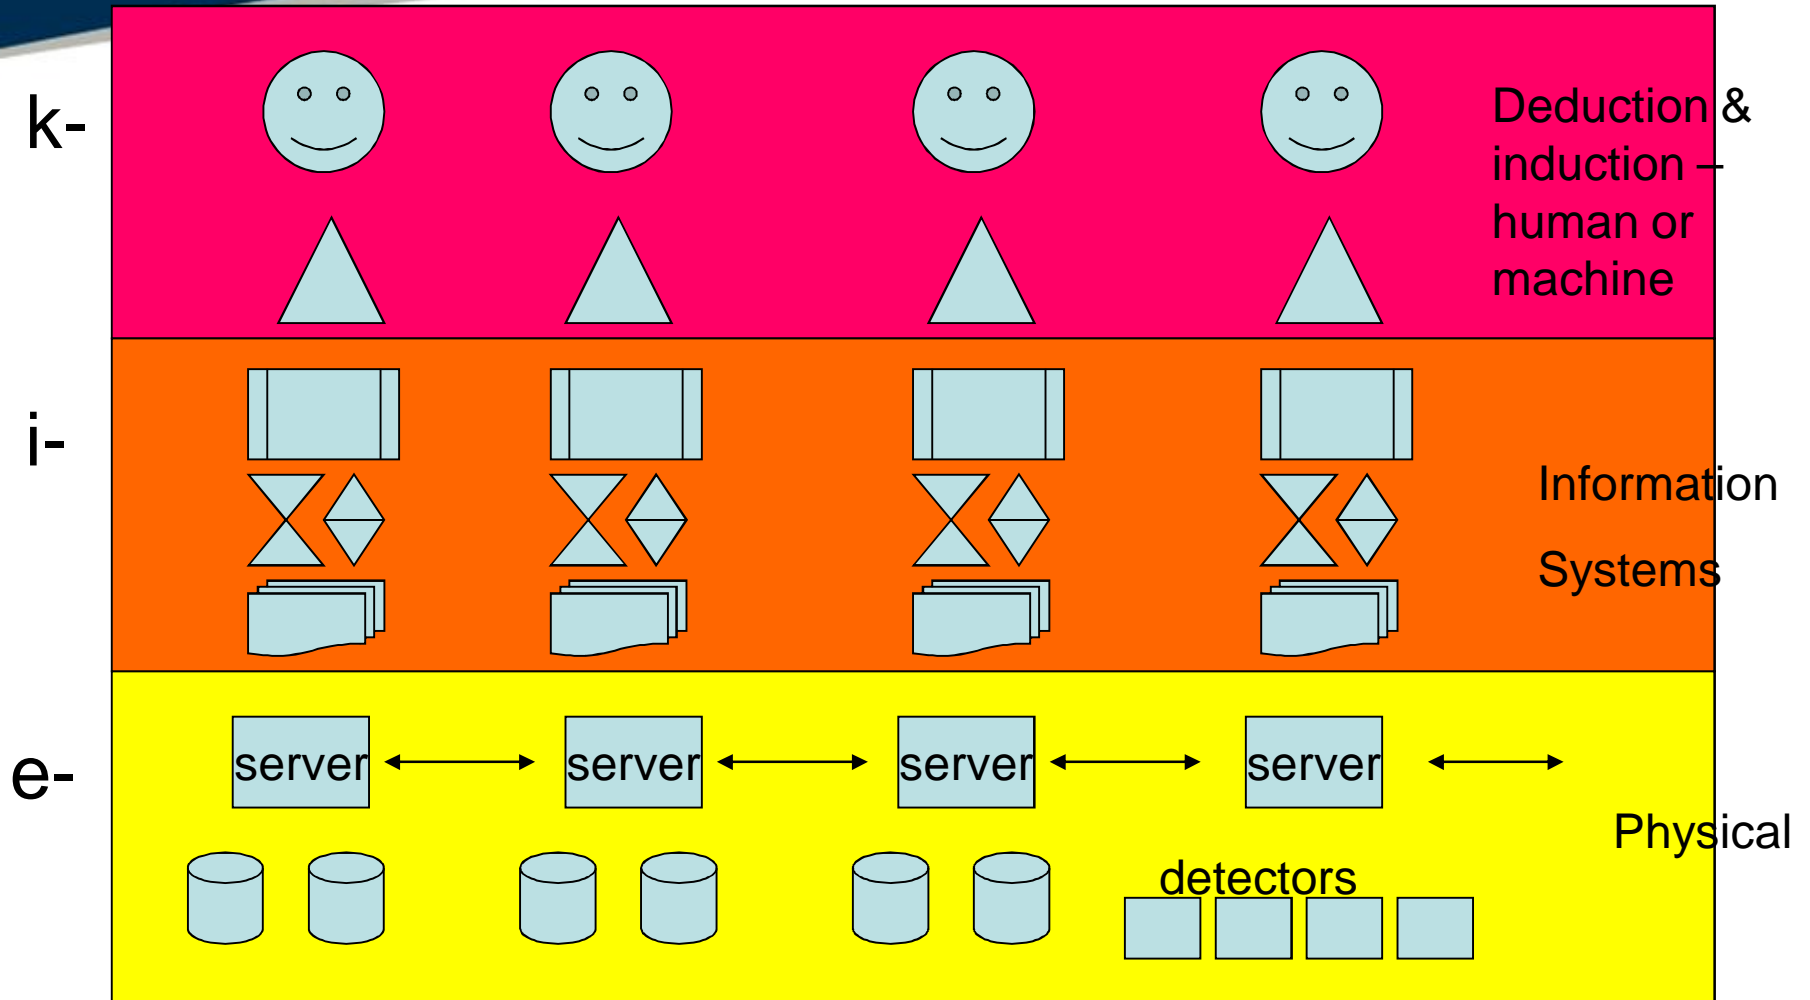 k-
Deduction &
induction –
human or
machine
i-
Information
Systems
e-
server
server
server
server
Physical
detectors